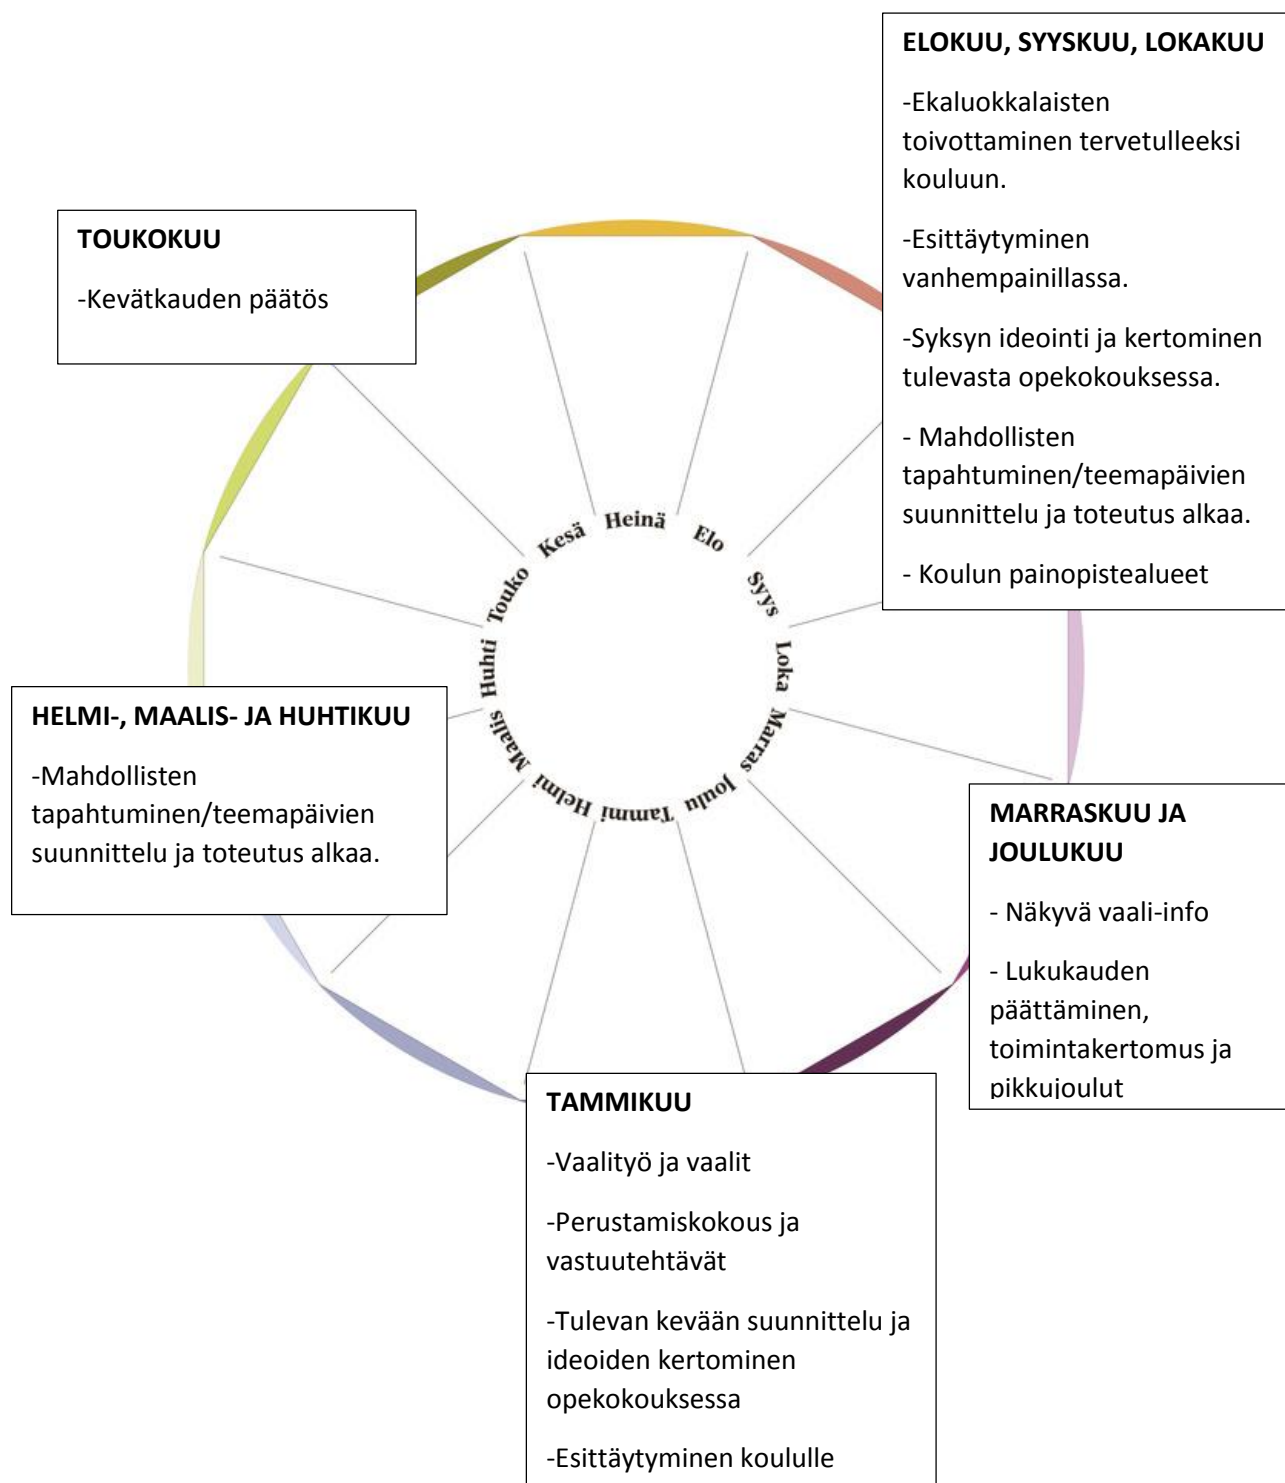 ELOKUU, SYYSKUU, LOKAKUU
-Ekaluokkalaisten
toivottaminen tervetulleeksi
kouluun.
-Esittäytyminen
vanhempainillassa.
-Syksyn ideointi ja kertominen
tulevasta opekokouksessa.
- Mahdollisten
tapahtuminen/teemapäivien
suunnittelu ja toteutus alkaa.
- Koulun painopistealueet
TOUKOKUU
-Kevätkauden päätös
Heinä
Elo
Syys
Loka
Marras
Joulu
Tammi
Helmi
Maalis
Huhti
Touko
Kesä
HELMI-, MAALIS- JA HUHTIKUU
-Mahdollisten
tapahtuminen/teemapäivien
suunnittelu ja toteutus alkaa.
MARRASKUU JA
JOULUKUU
- Näkyvä vaali-info
- Lukukauden
päättäminen,
toimintakertomus ja
pikkujoulut
TAMMIKUU
-Vaalityö ja vaalit
-Perustamiskokous ja
vastuutehtävät
-Tulevan kevään suunnittelu ja
ideoiden kertominen
opekokouksessa
-Esittäytyminen koululle